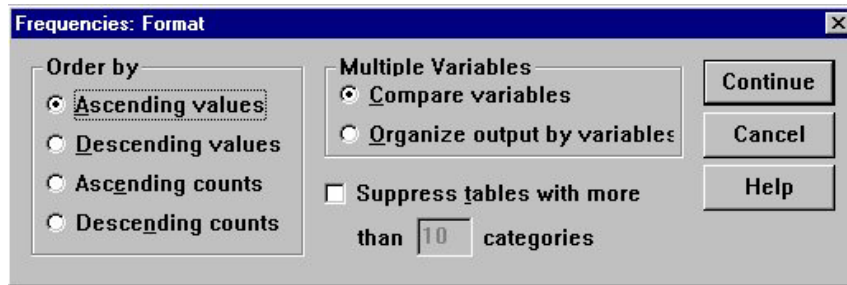 Frequencies: Format
Order by
Ascending values
Descending values
Ascending counts
Descending counts
Multiple Variables
Compare variables
Organize output by variables
Suppress tables with more
than 10 categories
Continue
Cancel
Help